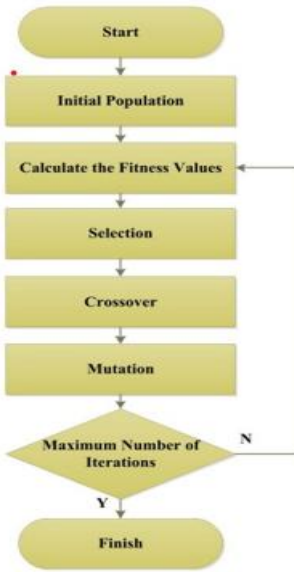 Start
Initial Population
Calculate the Fitness Values
Selection
Crossover
Mutation
Maximum Number of
Iterations
N
Y
Finish